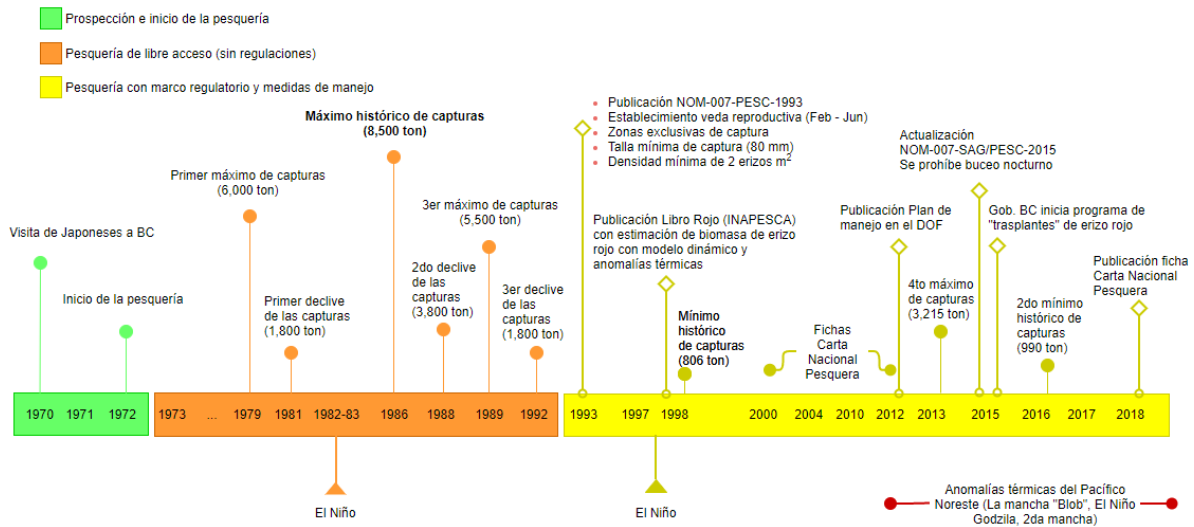 Prospección e inicio de la pesquería
Pesquería de libre acceso (sin regulaciones)
Pesquería con marco regulatorio y medidas de manejo
Visita de Japoneses a BC
Inicio de la pesquería
Primer máximo de capturas
(6,000 ton)
Primer declive
de las capturas
(1,800 ton)
Máximo histórico de capturas
(8,500 ton)
2do declive
de las
capturas
(3,800 ton)
3er máximo de capturas
(5,500 ton)
3er declive
de las
capturas
(1,800 ton)
Publicación NOM-007-PESC-1993
Establecimiento veda reproductiva (Feb - Jun)
Zonas exclusivas de captura
Talla mínima de captura (80 mm)
Densidad mínima de 2 erizos m²
Publicación Libro Rojo (INAPESCA)
con estimación de biomasa de erizo
rojo con modelo dinámico y
anomalías térmicas
Mínimo
histórico
de capturas
(806 ton)
Fichas
Carta
Nacional
Pesquera
Publicación Plan de
manejo en el DOF
4to máximo
de capturas
(3,215 ton)
Actualización
NOM-007-SAG/PESC-2015
Se prohíbe buceo nocturno
Gob. BC inicia programa de
"trasplantes" de erizo rojo
2do mínimo
histórico de
capturas
(990 ton)
Publicación ficha
Carta Nacional
Pesquera
1970 1971 1972 1973 ... 1979 1981 1982-83 1986 1988 1989 1992 1993 1997 1998 2000 2004 2010 2012 2013 2015 2016 2017 2018
El Niño
El Niño
Anomalías térmicas del Pacífico
Noreste (La mancha "Blob", El Niño
Godzila, 2da mancha)